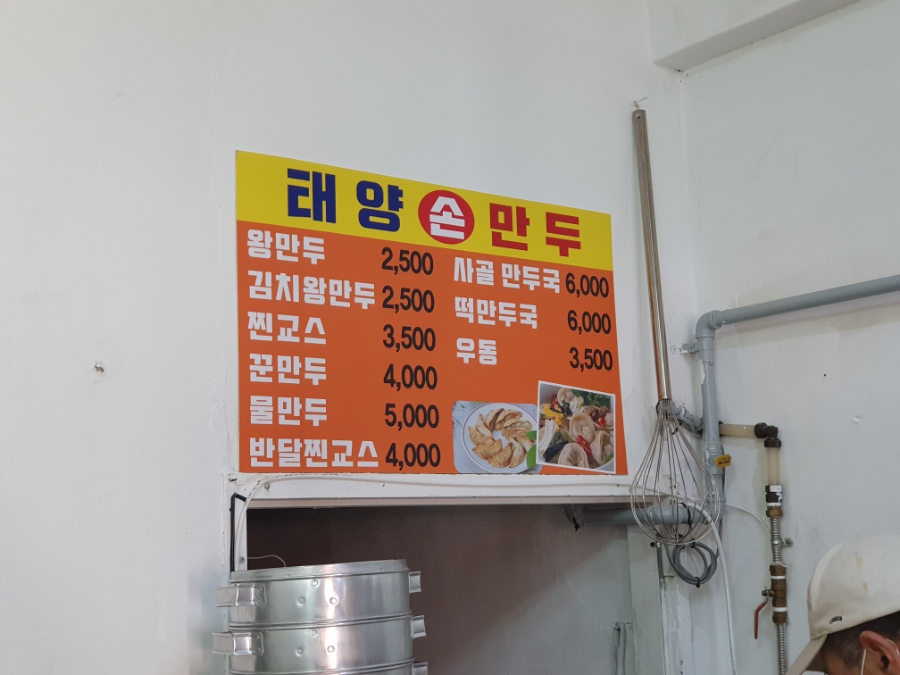 태양손만두
왕만두 2,500
김치왕만두 2,500
찐교스 3,500
꾼만두 4,000
물만두 5,000
반달찐교스 4,000
사골 만두국 6,000
떡만두국 6,000
우동 3,500